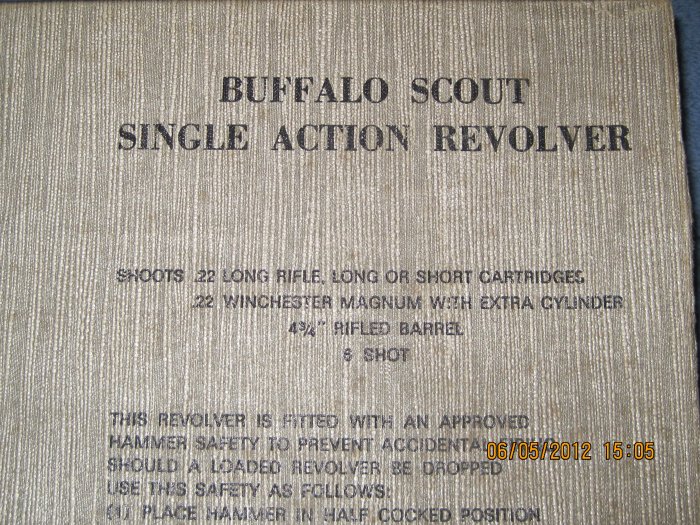 BUFFALO SCOUT
SINGLE ACTION REVOLVER
SHOOTS .22 LONG RIFLE, LONG OR SHORT CARTRIDGES
.22 WINCHESTER MAGNUM WITH EXTRA CYLINDER
4¾" RIFLED BARREL
6 SHOT
THIS REVOLVER IS FITTED WITH AN APPROVED
HAMMER SAFETY TO PREVENT ACCIDENTAL
06/05/2012 15:05
SHOULD A LOADED REVOLVER BE DROPPED
USE THIS SAFETY AS FOLLOWS:
(1) PLACE HAMMER IN HALF COCKED POSITION